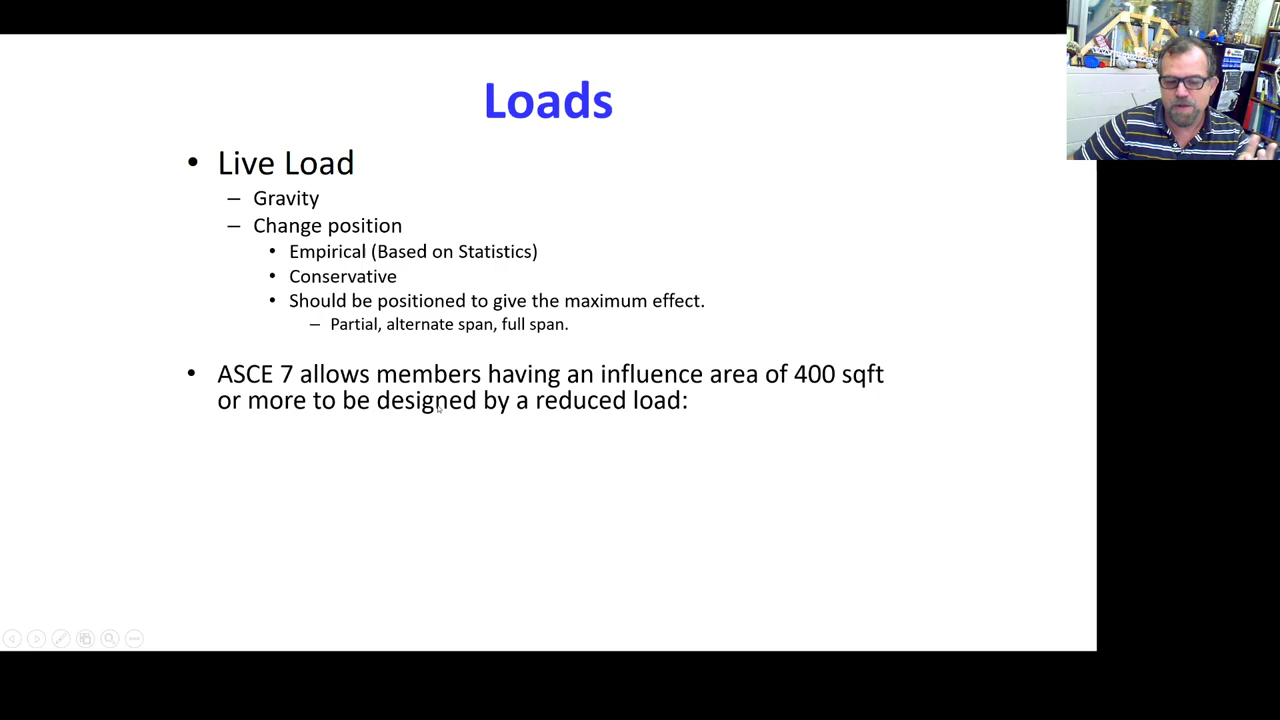 Loads
• Live Load
– Gravity
– Change position
• Empirical (Based on Statistics)
• Conservative
• Should be positioned to give the maximum effect.
– Partial, alternate span, full span.
• ASCE 7 allows members having an influence area of 400 sqft
or more to be designed by a reduced load: